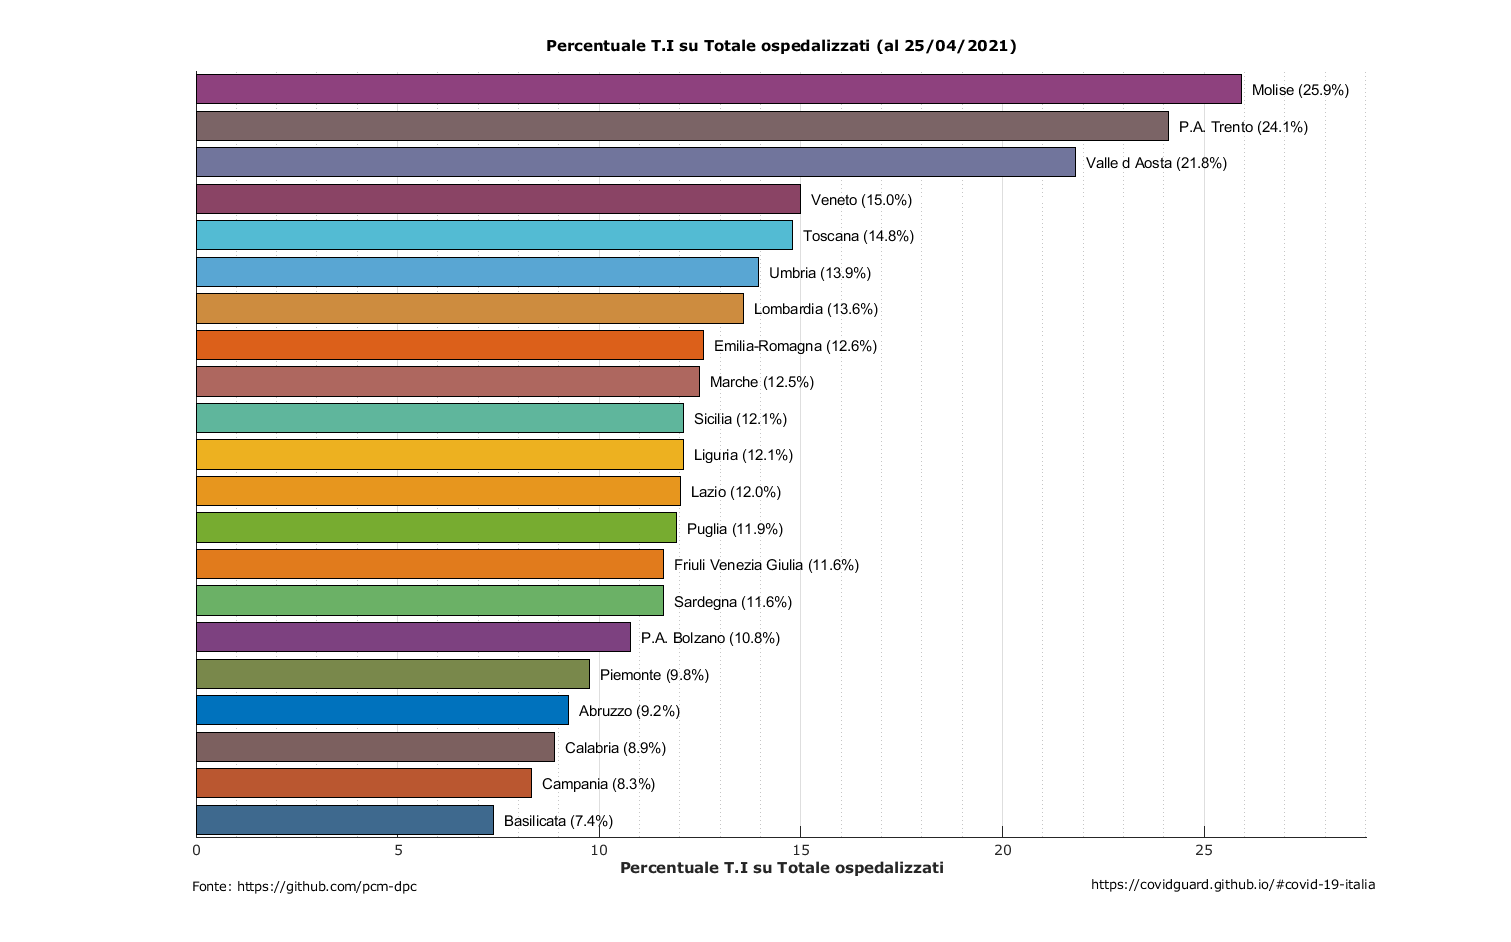 Percentuale T.I su Totale ospedalizzati (al 25/04/2021)
Molise (25.9%)
P.A. Trento (24.1%)
Valle d Aosta (21.8%)
Veneto (15.0%)
Toscana (14.8%)
Umbria (13.9%)
Lombardia (13.6%)
Emilia-Romagna (12.6%)
Marche (12.5%)
Sicilia (12.1%)
Liguria (12.1%)
Lazio (12.0%)
Puglia (11.9%)
Friuli Venezia Giulia (11.6%)
Sardegna (11.6%)
P.A. Bolzano (10.8%)
Piemonte (9.8%)
Abruzzo (9.2%)
Calabria (8.9%)
Campania (8.3%)
Basilicata (7.4%)
0 5 10 15 20 25
Percentuale T.I su Totale ospedalizzati
Fonte: https://github.com/pcm-dpc
https://covidguard.github.io/#covid-19-italia